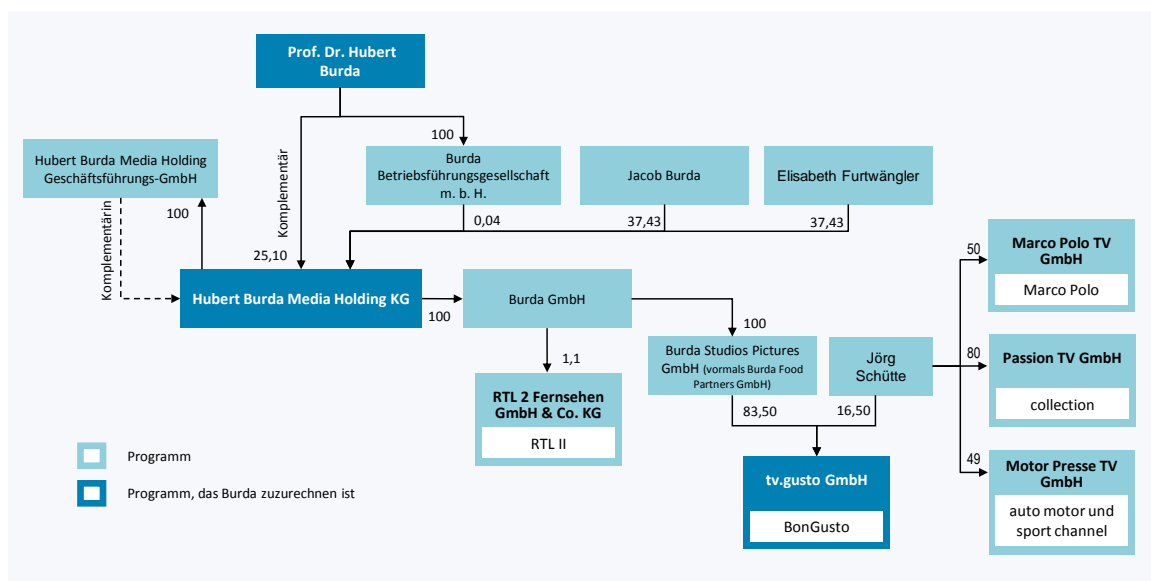 Prof. Dr. Hubert
Burda
100
Hubert Burda Media Holding
Geschäftsführungs-GmbH
Komplementär
Burda
Betriebsführungsgesellschaft
m. b. H.
Jacob Burda
Elisabeth Furtwängler
Komplementärin
100
0,04
37,43
37,43
25,10
Hubert Burda Media Holding KG
100
Burda GmbH
50
Marco Polo TV
GmbH
Marco Polo
100
1,1
Burda Studios Pictures
GmbH (vormals Burda Food
Partners GmbH)
Jörg
Schütte
80
Passion TV GmbH
collection
RTL 2 Fernsehen
GmbH & Co. KG
RTL II
83,50
16,50
49
Motor Presse TV
GmbH
auto motor und
sport channel
tv.gusto GmbH
BonGusto
Programm
Programm, das Burda zuzurechnen ist